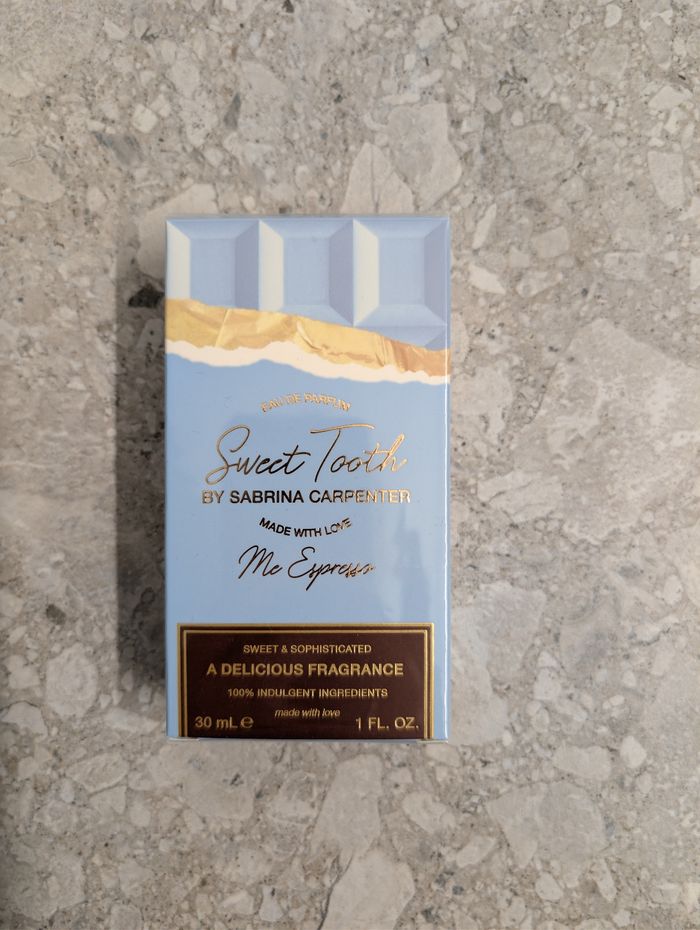 EAU DE PARFUM
Sweet Tooth
BY SABRINA CARPENTER
MADE WITH LOVE
Me Espresso
SWEET & SOPHISTICATED
A DELICIOUS FRAGRANCE
100% INDULGENT INGREDIENTS
made with love
30 mL ℮ 1 FL. OZ.